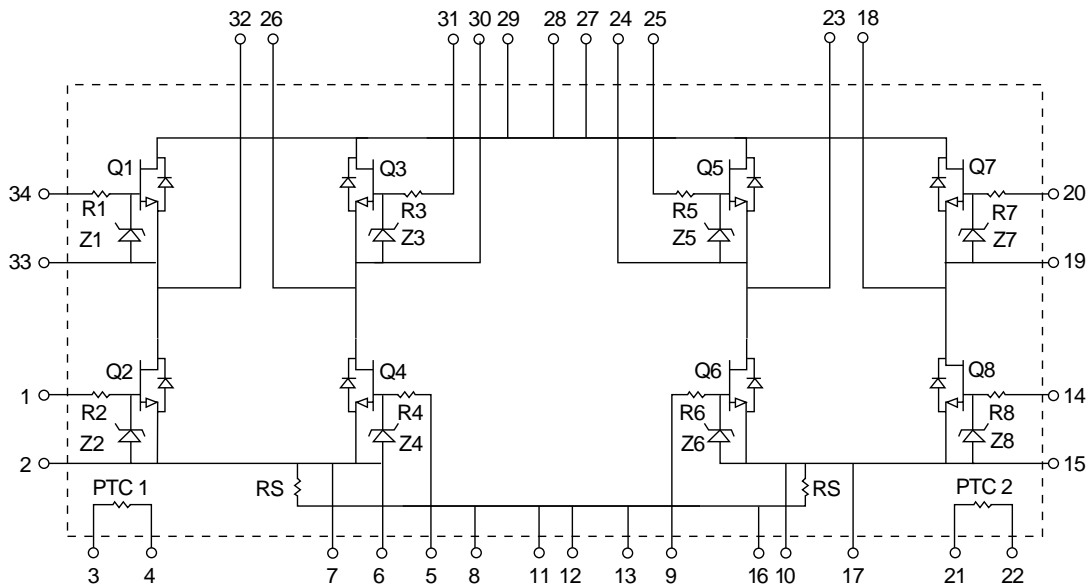 32 26 31 30 29 28 27 24 25 23 18
Q1 Q3 Q5 Q7
34 R1 R3 R5 R7 20
Z1 Z3 Z5 Z7
33 19
Q2 Q4 Q6 Q8
1 R2 R4 R6 R8 14
Z2 Z4 Z6 Z8
2 15
PTC 1 RS RS PTC 2
3 4 7 6 5 8 11 12 13 9 16 10 17 21 22